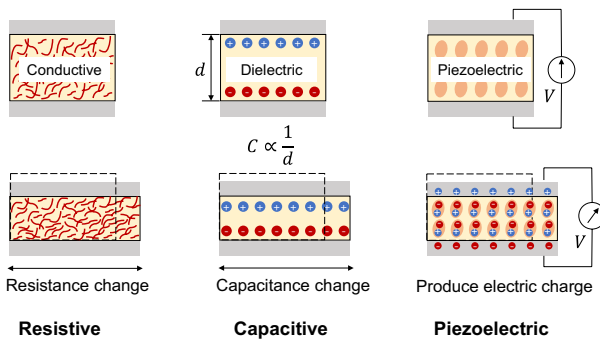 Conductive
d
Dielectric
Piezoelectric
V
C ∝ 1/d
V
Resistance change
Capacitance change
Produce electric charge
Resistive
Capacitive
Piezoelectric